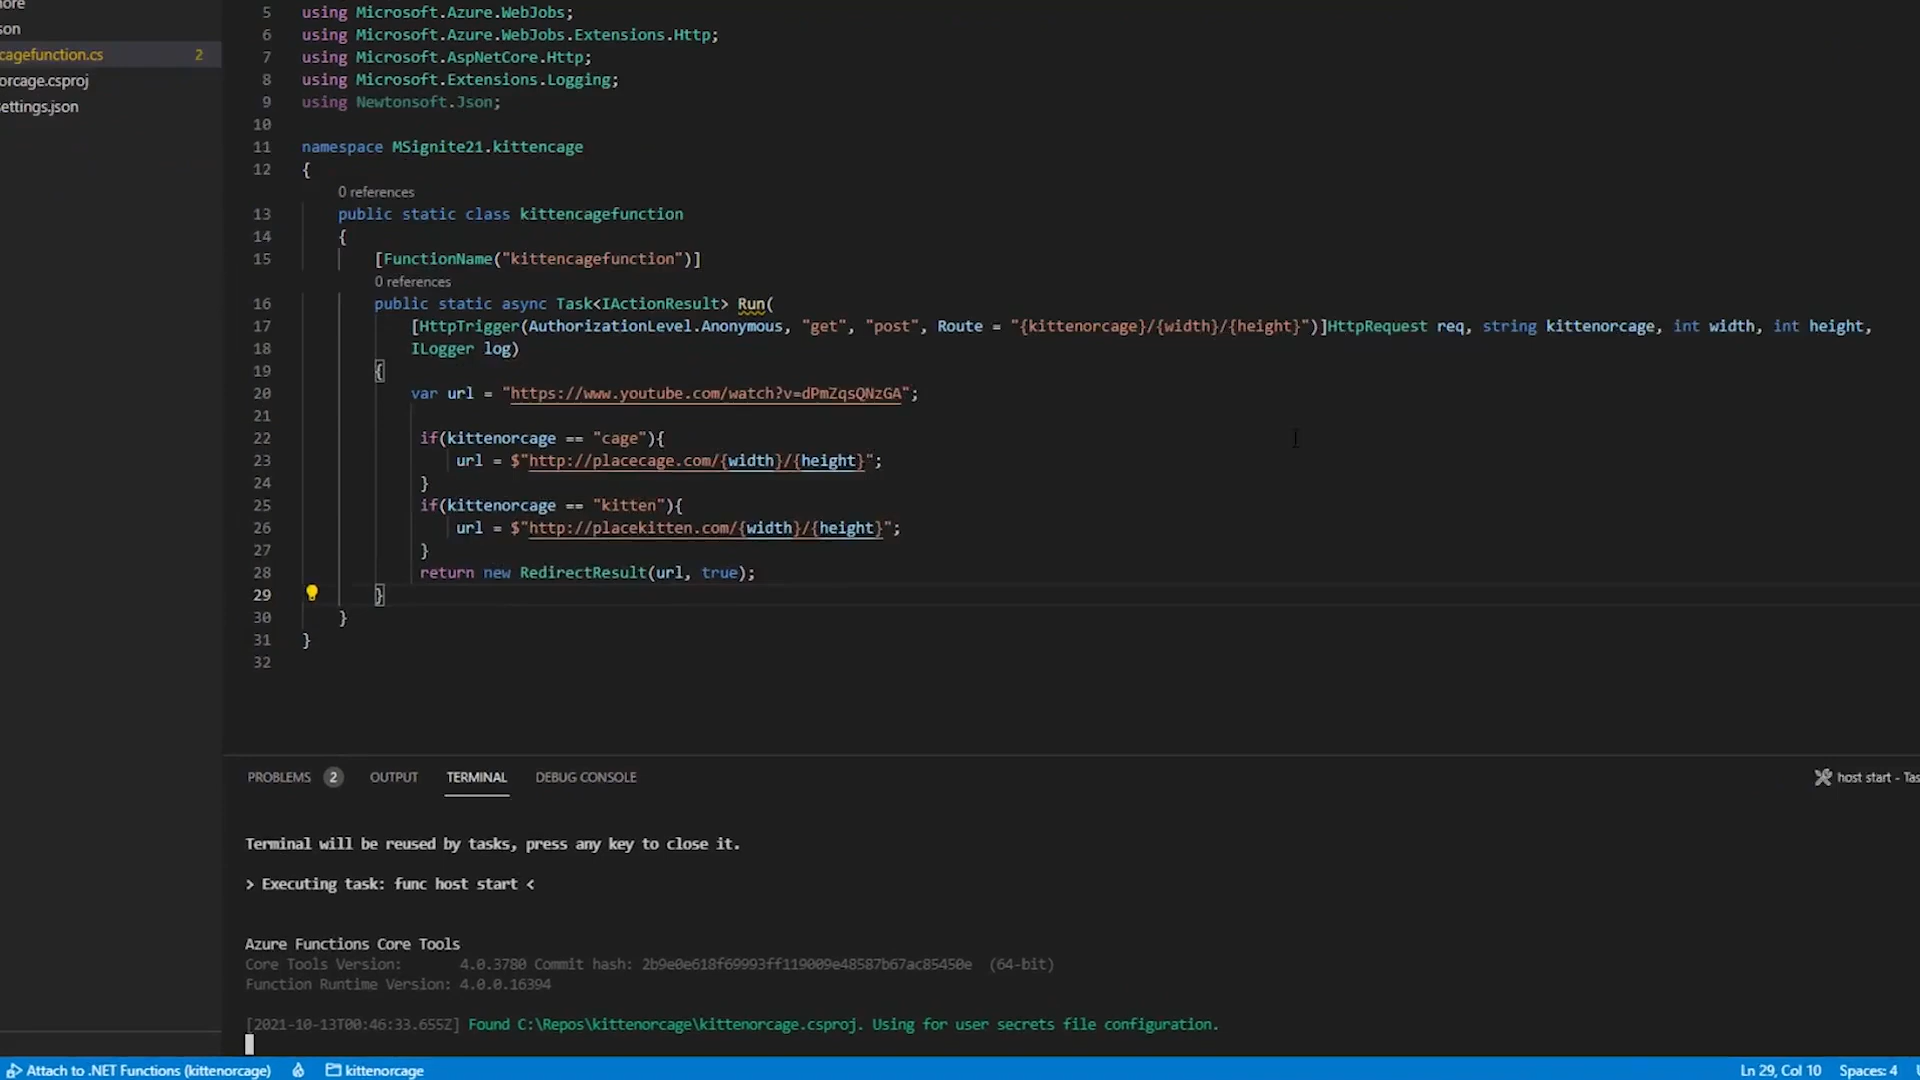 ore
son
cagefunction.cs 2
orcage.csproj
ettings.json
5 using Microsoft.Azure.WebJobs;
6 using Microsoft.Azure.WebJobs.Extensions.Http;
7 using Microsoft.AspNetCore.Http;
8 using Microsoft.Extensions.Logging;
9 using Newtonsoft.Json;
10
11 namespace MSignite21.kittencage
12 {
0 references
13 public static class kittencagefunction
14 {
15 [FunctionName("kittencagefunction")]
0 references
16 public static async Task<IActionResult> Run(
17 [HttpTrigger(AuthorizationLevel.Anonymous, "get", "post", Route = "{kittenorcage}/{width}/{height}")]HttpRequest req, string kittenorcage, int width, int height,
18 ILogger log)
19 {
20 var url = "https://www.youtube.com/watch?v=dPmZqsQNzGA";
21
22 if(kittenorcage == "cage"){
23 url = $"http://placecage.com/{width}/{height}";
24 }
25 if(kittenorcage == "kitten"){
26 url = $"http://placekitten.com/{width}/{height}";
27 }
28 return new RedirectResult(url, true);
29 }
30 }
31 }
32
PROBLEMS 2 OUTPUT TERMINAL DEBUG CONSOLE host start - Tas
Terminal will be reused by tasks, press any key to close it.
> Executing task: func host start <
Azure Functions Core Tools
Core Tools Version: 4.0.3780 Commit hash: 2b9e0e618f69993ff119009e48587b67ac85450e (64-bit)
Function Runtime Version: 4.0.0.16394
[2021-10-13T00:46:33.655Z] Found C:\Repos\kittenorcage\kittenorcage.csproj. Using for user secrets file configuration.
Attach to .NET Functions (kittenorcage) kittenorcage Ln 29, Col 10 Spaces: 4